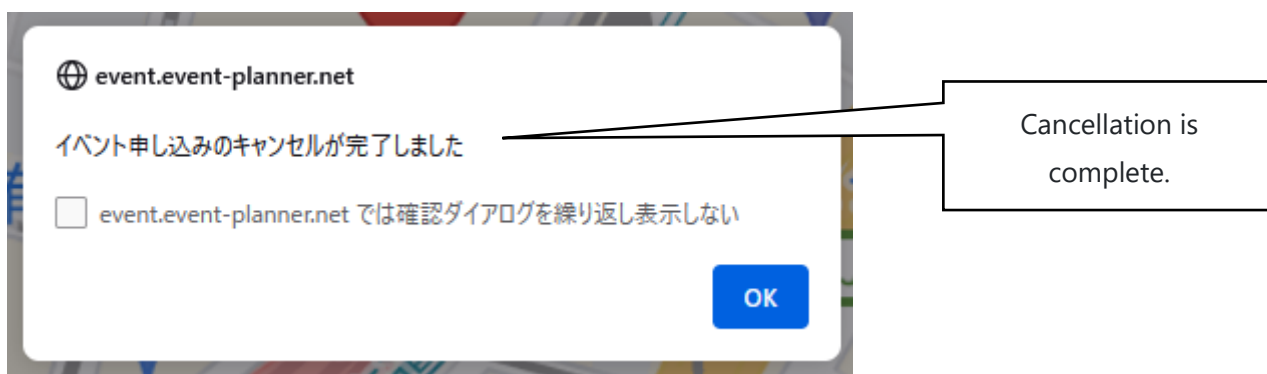 event.event-planner.net
イベント申し込みのキャンセルが完了しました
event.event-planner.net では確認ダイアログを繰り返し表示しない
OK
Cancellation is
complete.